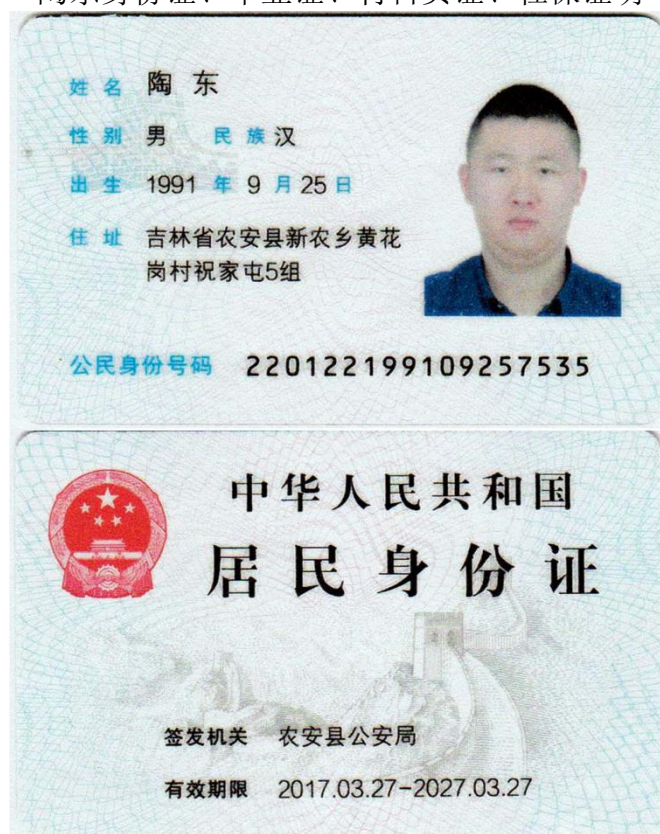 姓名 陶东
性别 男 民族 汉
出生 1991 年 9 月 25 日
住址 吉林省农安县新农乡黄花
岗村祝家屯5组
公民身份号码 220122199109257535
中华人民共和国
居民身份证
签发机关 农安县公安局
有效期限 2017.03.27-2027.03.27